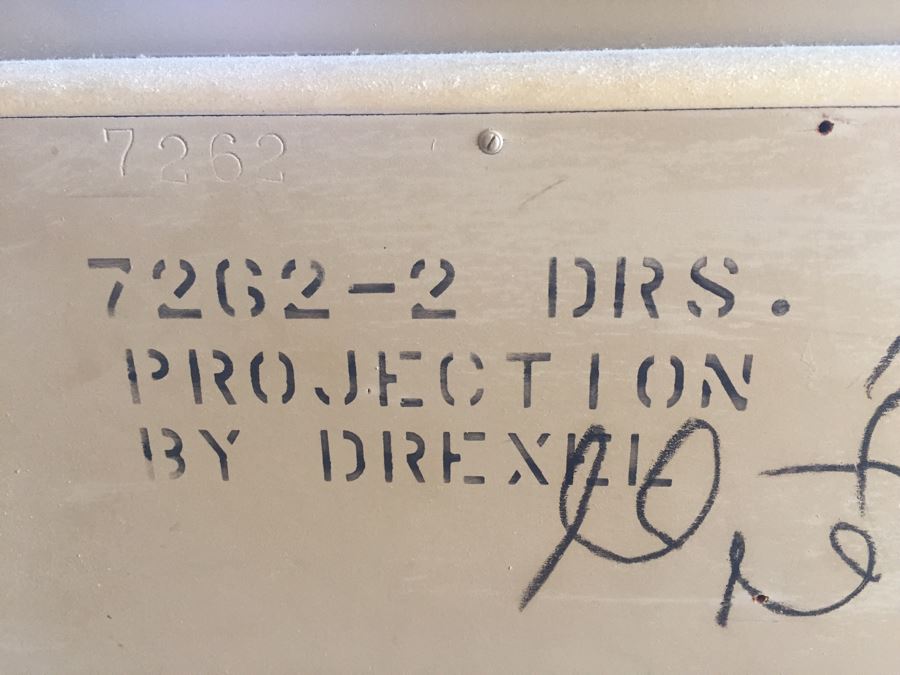 7262
7262-2 DRS.
PROJECTION
BY DREXEL